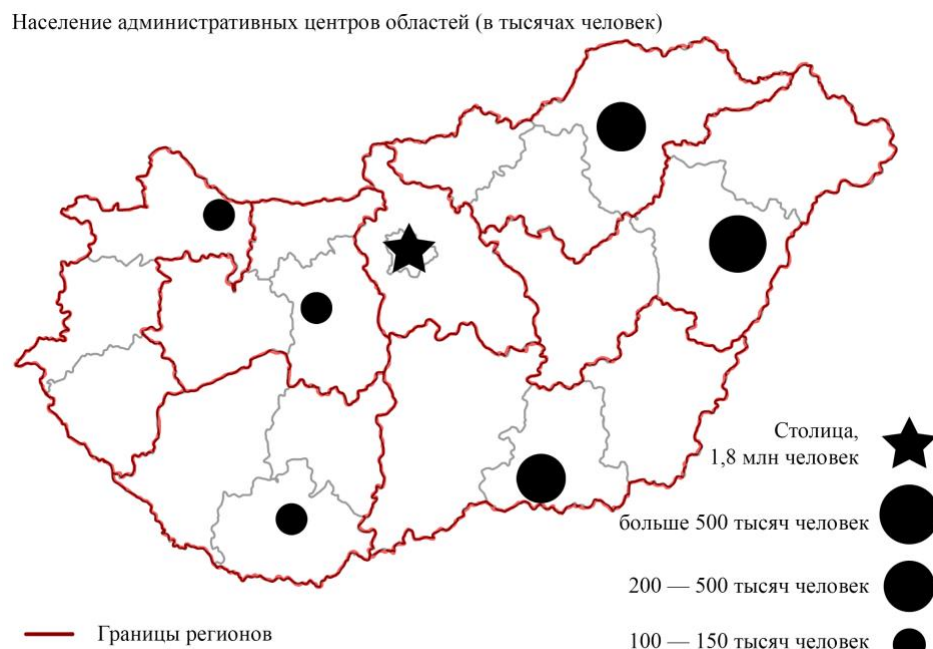 Население административных центров областей (в тысячах человек)
Столица,
1,8 млн человек
больше 500 тысяч человек
200 — 500 тысяч человек
100 — 150 тысяч человек
Границы регионов